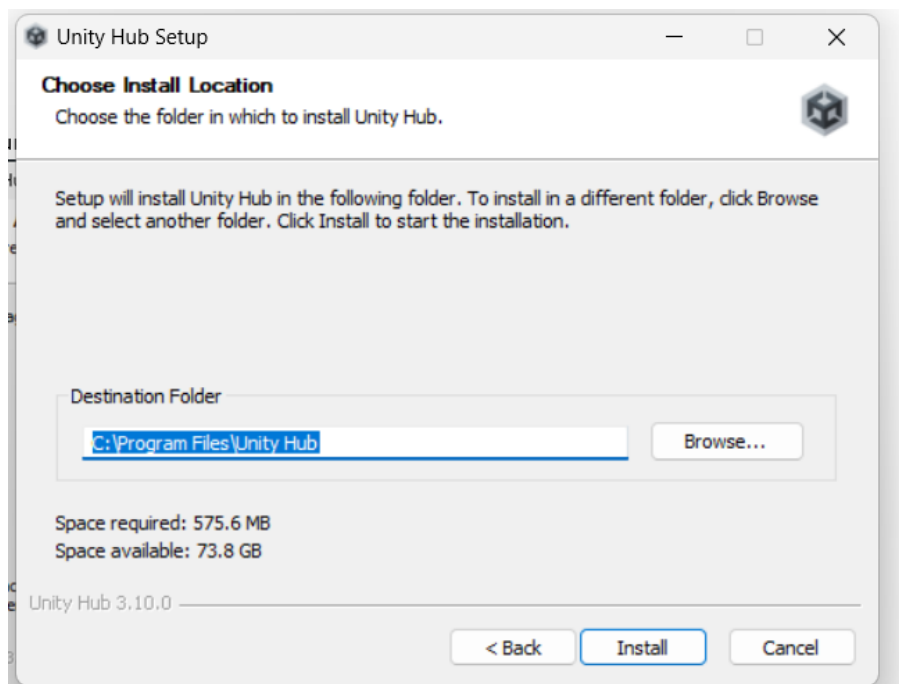 Unity Hub Setup
Choose Install Location
Choose the folder in which to install Unity Hub.
Setup will install Unity Hub in the following folder. To install in a different folder, click Browse
and select another folder. Click Install to start the installation.
Destination Folder
C:\Program Files\Unity Hub
Browse...
Space required: 575.6 MB
Space available: 73.8 GB
Unity Hub 3.10.0
< Back
Install
Cancel